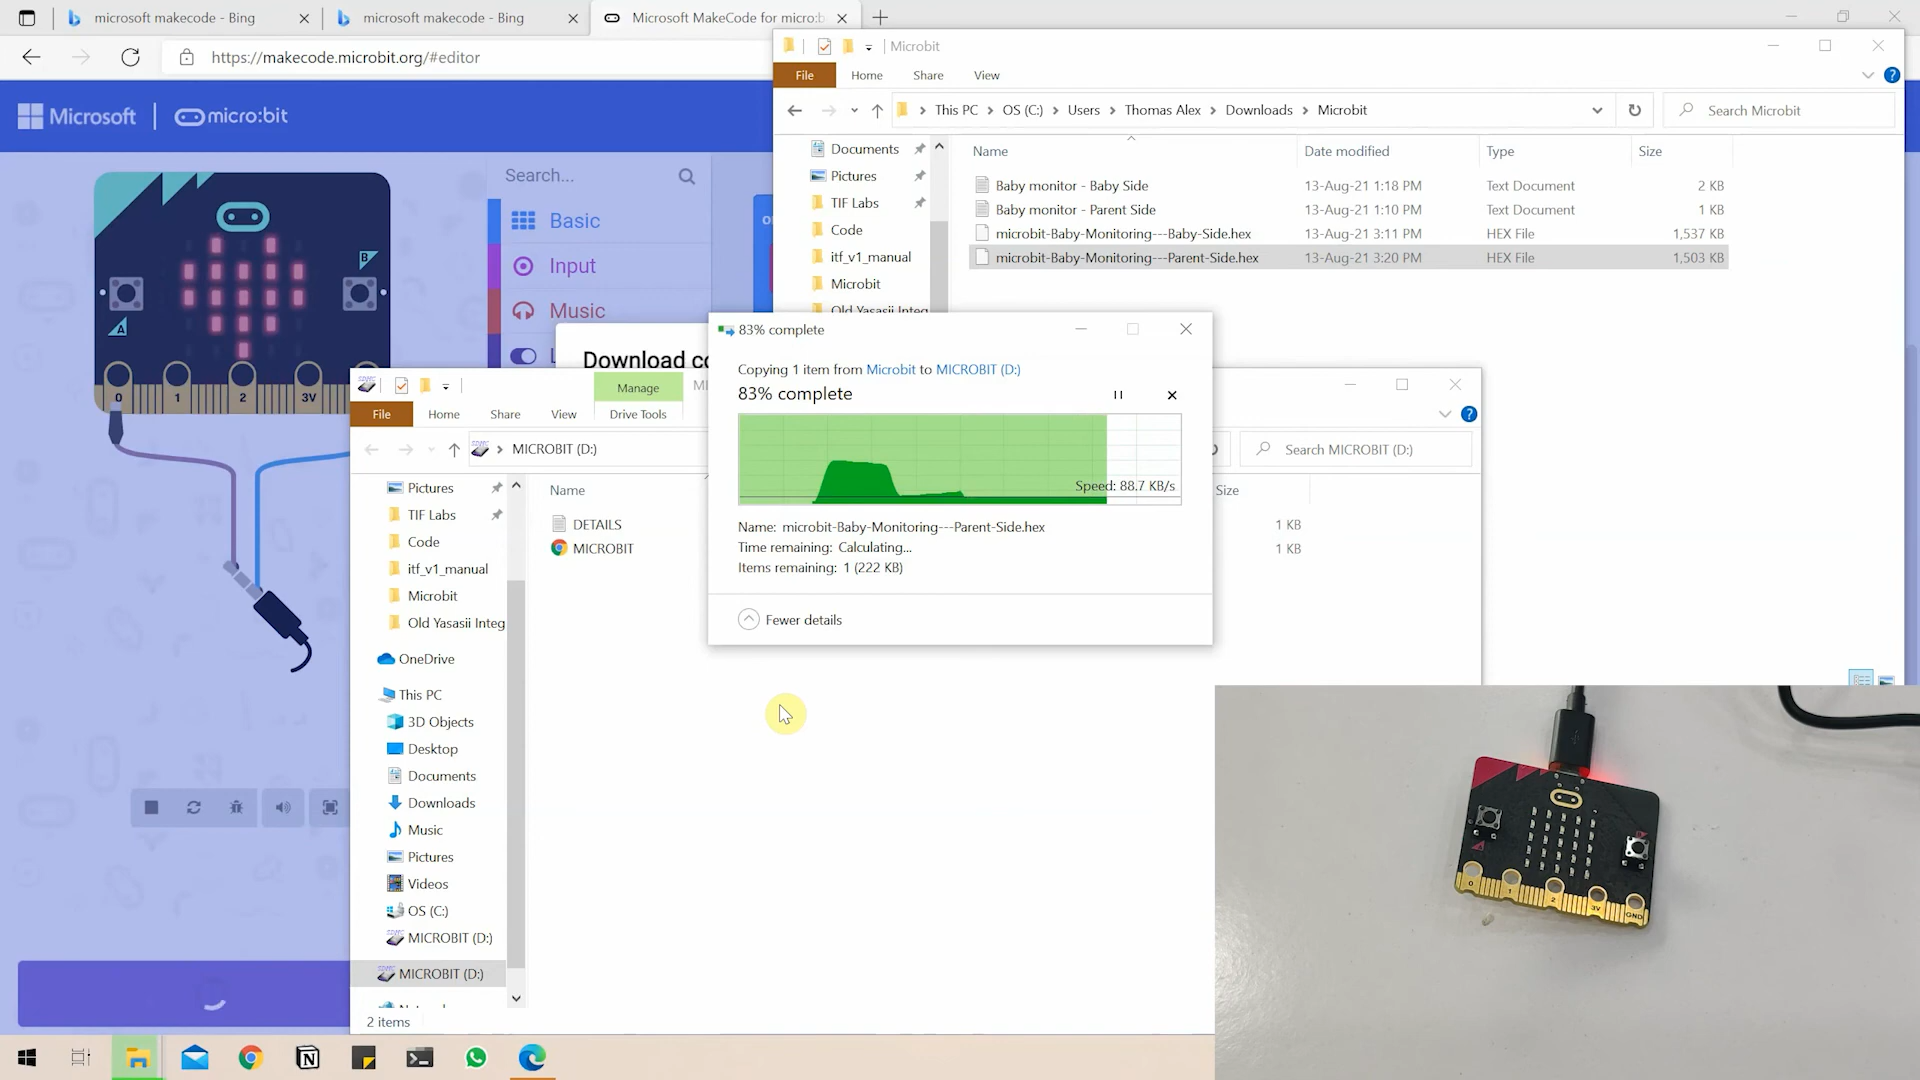 microsoft makecode - Bing
microsoft makecode - Bing
Microsoft MakeCode for micro:b
https://makecode.microbit.org/#editor
Microsoft
micro:bit
Search...
Basic
Input
Music
L
A
B
0
1
2
3V
Download co
Microbit
File
Home
Share
View
This PC
OS (C:)
Users
Thomas Alex
Downloads
Microbit
Search Microbit
Documents
Pictures
TIF Labs
Code
itf_v1_manual
Microbit
Old Yasasii Integ
Name
Date modified
Type
Size
Baby monitor - Baby Side
13-Aug-21 1:18 PM
Text Document
2 KB
Baby monitor - Parent Side
13-Aug-21 1:10 PM
Text Document
1 KB
microbit-Baby-Monitoring---Baby-Side.hex
13-Aug-21 3:11 PM
HEX File
1,537 KB
microbit-Baby-Monitoring---Parent-Side.hex
13-Aug-21 3:20 PM
HEX File
1,503 KB
83% complete
Copying 1 item from Microbit to MICROBIT (D:)
83% complete
Speed: 88.7 KB/s
Name: microbit-Baby-Monitoring---Parent-Side.hex
Time remaining: Calculating...
Items remaining: 1 (222 KB)
Fewer details
Manage
MI
File
Home
Share
View
Drive Tools
MICROBIT (D:)
Search MICROBIT (D:)
Pictures
TIF Labs
Code
itf_v1_manual
Microbit
Old Yasasii Integ
OneDrive
This PC
3D Objects
Desktop
Documents
Downloads
Music
Pictures
Videos
OS (C:)
MICROBIT (D:)
MICROBIT (D:)
Name
Size
DETAILS
1 KB
MICROBIT
1 KB
2 items
0
1
2
3V
GND